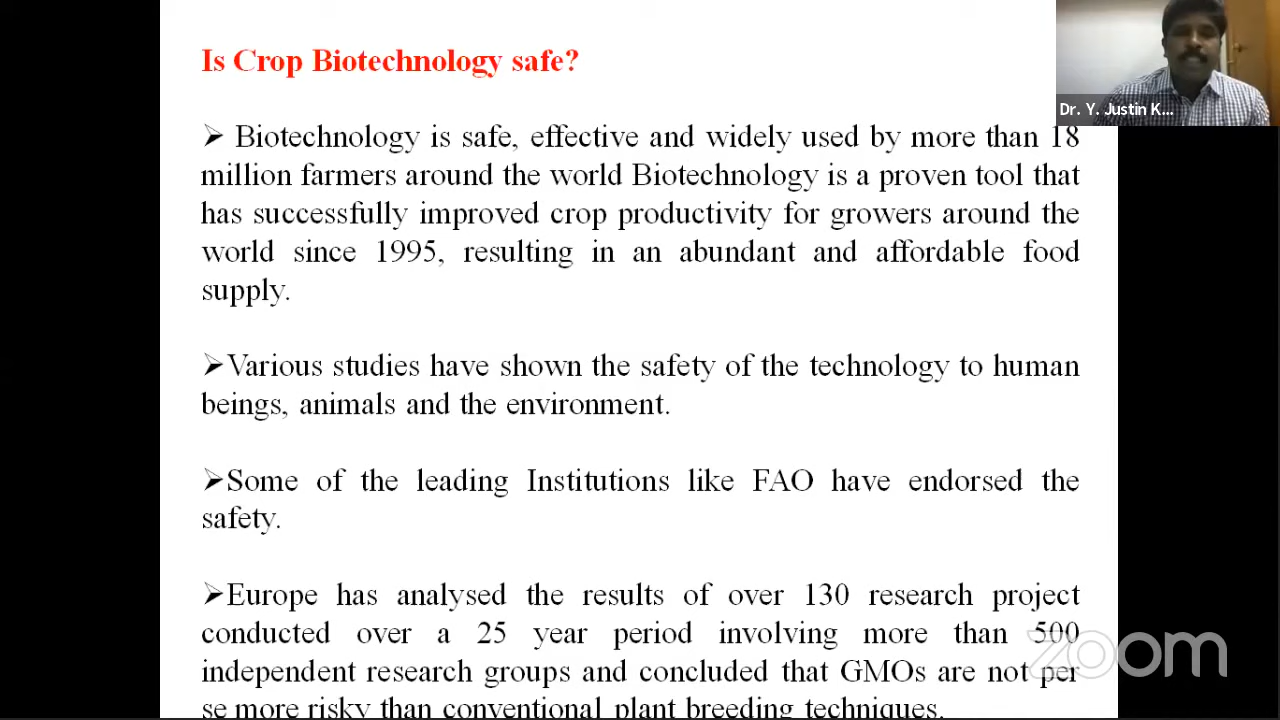 Is Crop Biotechnology safe?
Dr. Y. Justin K...
➢ Biotechnology is safe, effective and widely used by more than 18
million farmers around the world Biotechnology is a proven tool that
has successfully improved crop productivity for growers around the
world since 1995, resulting in an abundant and affordable food
supply.
➢Various studies have shown the safety of the technology to human
beings, animals and the environment.
➢Some of the leading Institutions like FAO have endorsed the
safety.
➢Europe has analysed the results of over 130 research project
conducted over a 25 year period involving more than 500
independent research groups and concluded that GMOs are not per
se more risky than conventional plant breeding techniques.
zoom